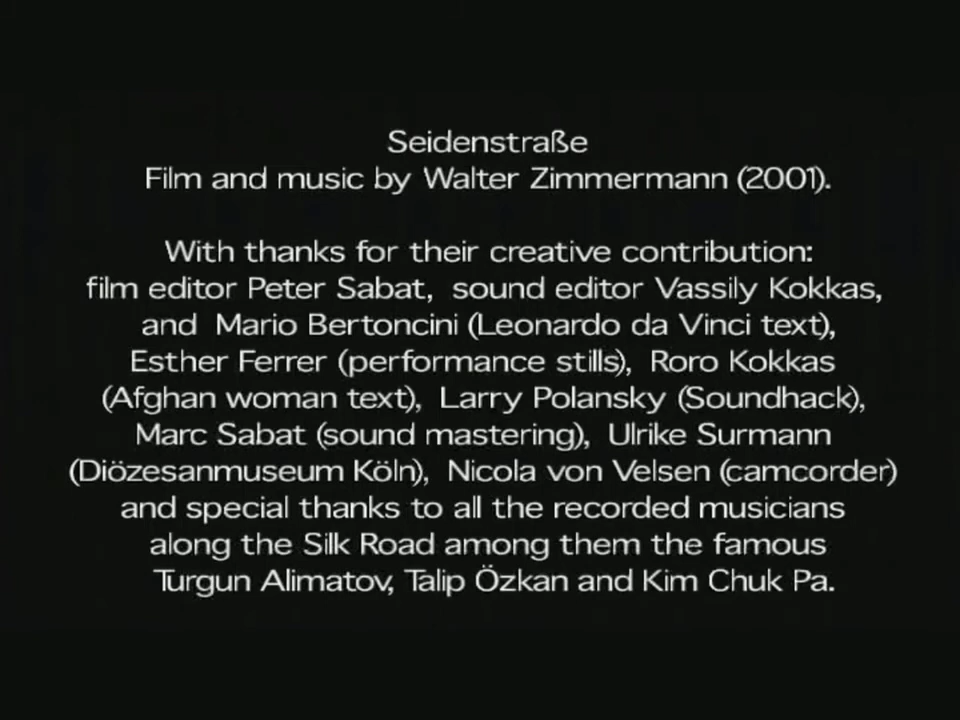 Seidenstraße
Film and music by Walter Zimmermann (2001).
With thanks for their creative contribution:
film editor Peter Sabat, sound editor Vassily Kokkas,
and Mario Bertoncini (Leonardo da Vinci text),
Esther Ferrer (performance stills), Roro Kokkas
(Afghan woman text), Larry Polansky (Soundhack),
Marc Sabat (sound mastering), Ulrike Surmann
(Diözesanmuseum Köln), Nicola von Velsen (camcorder)
and special thanks to all the recorded musicians
along the Silk Road among them the famous
Turgun Alimatov, Talip Özkan and Kim Chuk Pa.